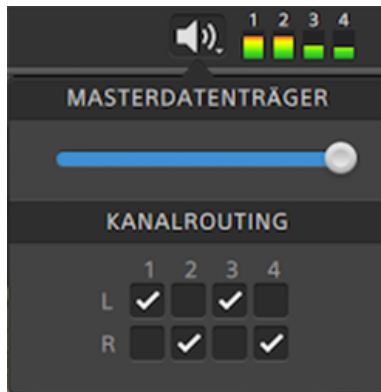 1 2 3 4
MASTERDATENTRÄGER
KANALROUTING
1 2 3 4
L
R